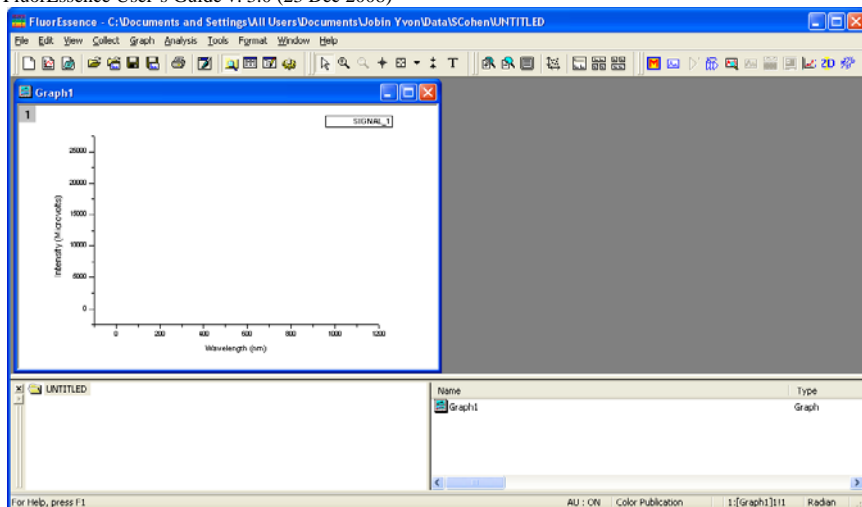 FluorEssence User's Guide v. 3.0 (23 Dec 2008)
FluorEssence - C:\Documents and Settings\All Users\Documents\Jobin Yvon\Data\SCohen\UNTITLED
File Edit View Collect Graph Analysis Tools Format Window Help
T
2D
Graph1
1
SIGNAL_1
25000
20000
15000
10000
5000
0
Intensity (Microvolts)
0 200 400 600 800 1000 1200
Wavelength (nm)
UNTITLED
Name Type
Graph1 Graph
For Help, press F1 AU : ON Color Publication 1:[Graph1]1!1 Radian